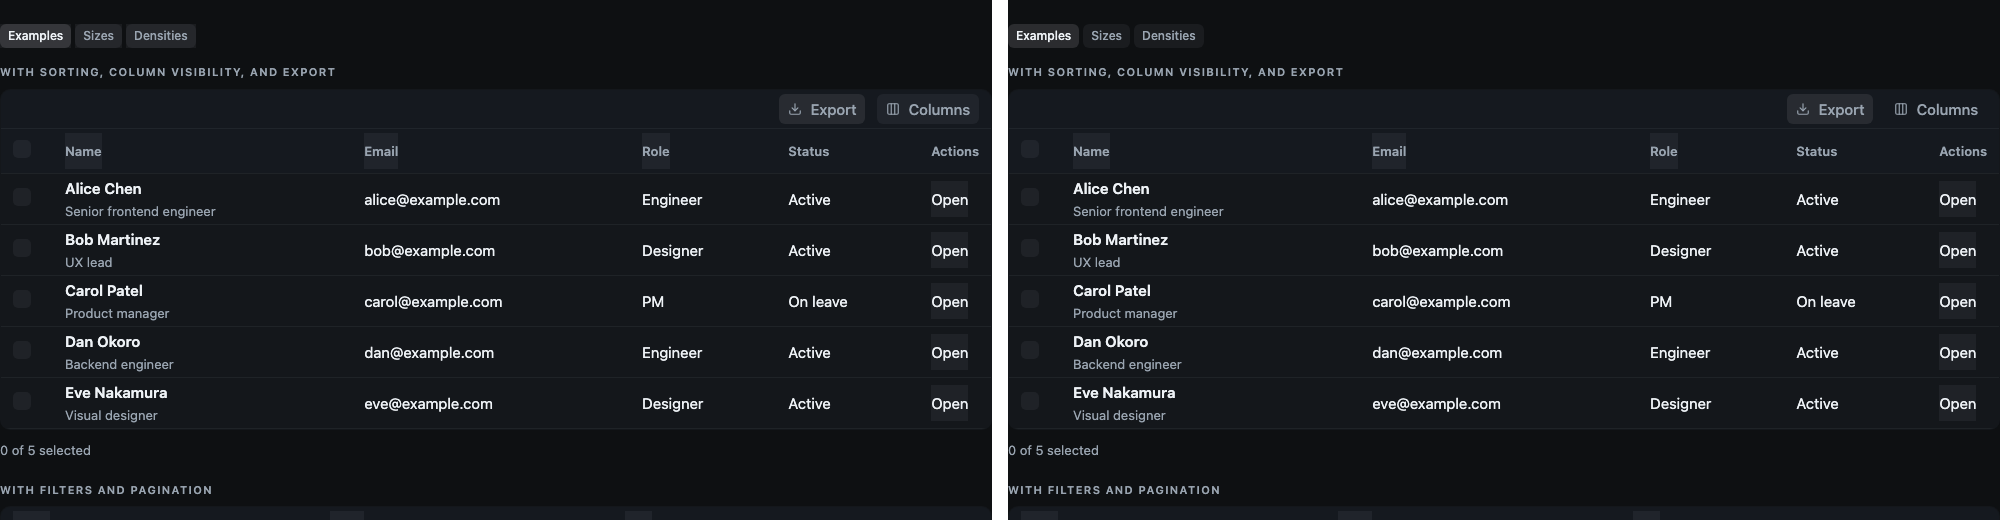 Examples Sizes Densities
WITH SORTING, COLUMN VISIBILITY, AND EXPORT
Export Columns
Name Email Role Status Actions
Alice Chen
Senior frontend engineer
alice@example.com Engineer Active Open
Bob Martinez
UX lead
bob@example.com Designer Active Open
Carol Patel
Product manager
carol@example.com PM On leave Open
Dan Okoro
Backend engineer
dan@example.com Engineer Active Open
Eve Nakamura
Visual designer
eve@example.com Designer Active Open
0 of 5 selected
WITH FILTERS AND PAGINATION
Examples Sizes Densities
WITH SORTING, COLUMN VISIBILITY, AND EXPORT
Export Columns
Name Email Role Status Actions
Alice Chen
Senior frontend engineer
alice@example.com Engineer Active Open
Bob Martinez
UX lead
bob@example.com Designer Active Open
Carol Patel
Product manager
carol@example.com PM On leave Open
Dan Okoro
Backend engineer
dan@example.com Engineer Active Open
Eve Nakamura
Visual designer
eve@example.com Designer Active Open
0 of 5 selected
WITH FILTERS AND PAGINATION